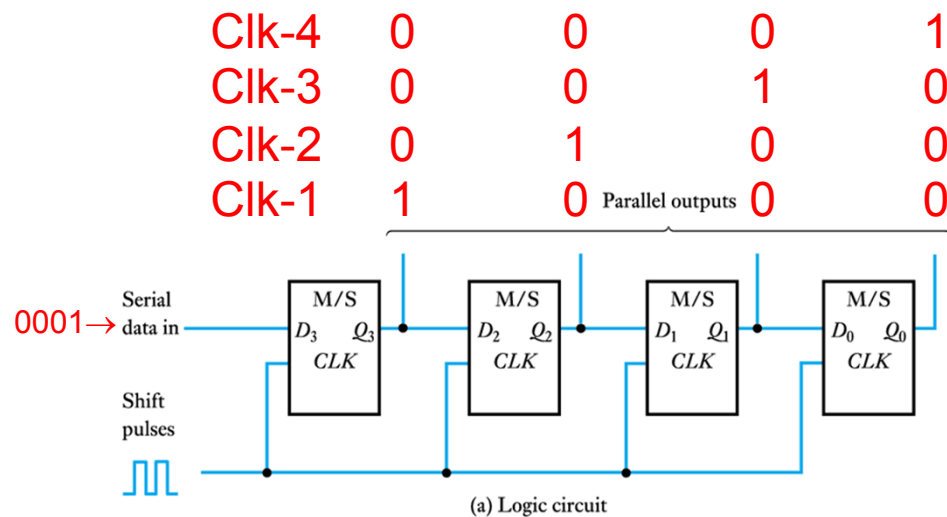 Clk-4 0 0 0 1
Clk-3 0 0 1 0
Clk-2 0 1 0 0
Clk-1 1 0 0 0
Parallel outputs
Serial
data in
0001→
M/S M/S M/S M/S
D₃ Q₃ D₂ Q₂ D₁ Q₁ D₀ Q₀
CLK CLK CLK CLK
Shift
pulses
(a) Logic circuit